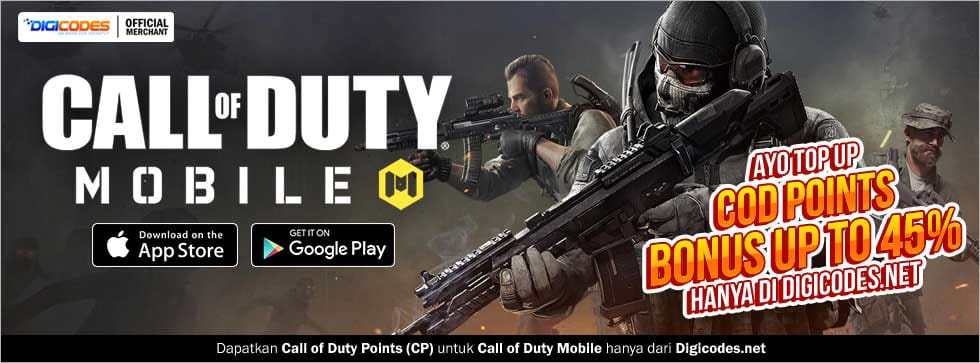 DIGICODES
OFFICIAL
MERCHANT
CALL OF DUTY®
MOBILE
Download on the
App Store
GET IT ON
Google Play
AYO TOP UP
COD POINTS
BONUS UP TO 45%
HANYA DI DIGICODES.NET
Dapatkan Call of Duty Points (CP) untuk Call of Duty Mobile hanya dari Digicodes.net